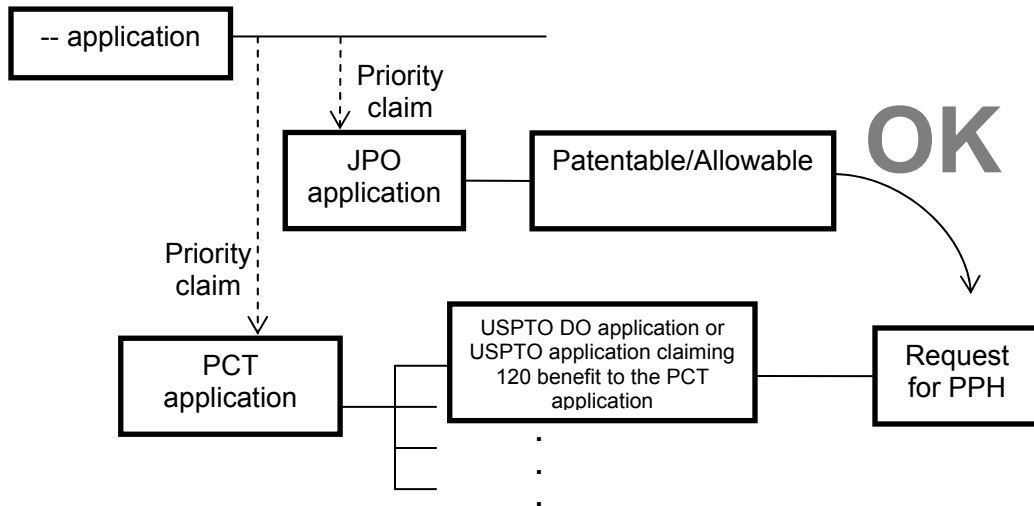 -- application
Priority
claim
OK
JPO
application
Patentable/Allowable
Priority
claim
PCT
application
USPTO DO application or
USPTO application claiming
120 benefit to the PCT
application
Request
for PPH
.
.
.